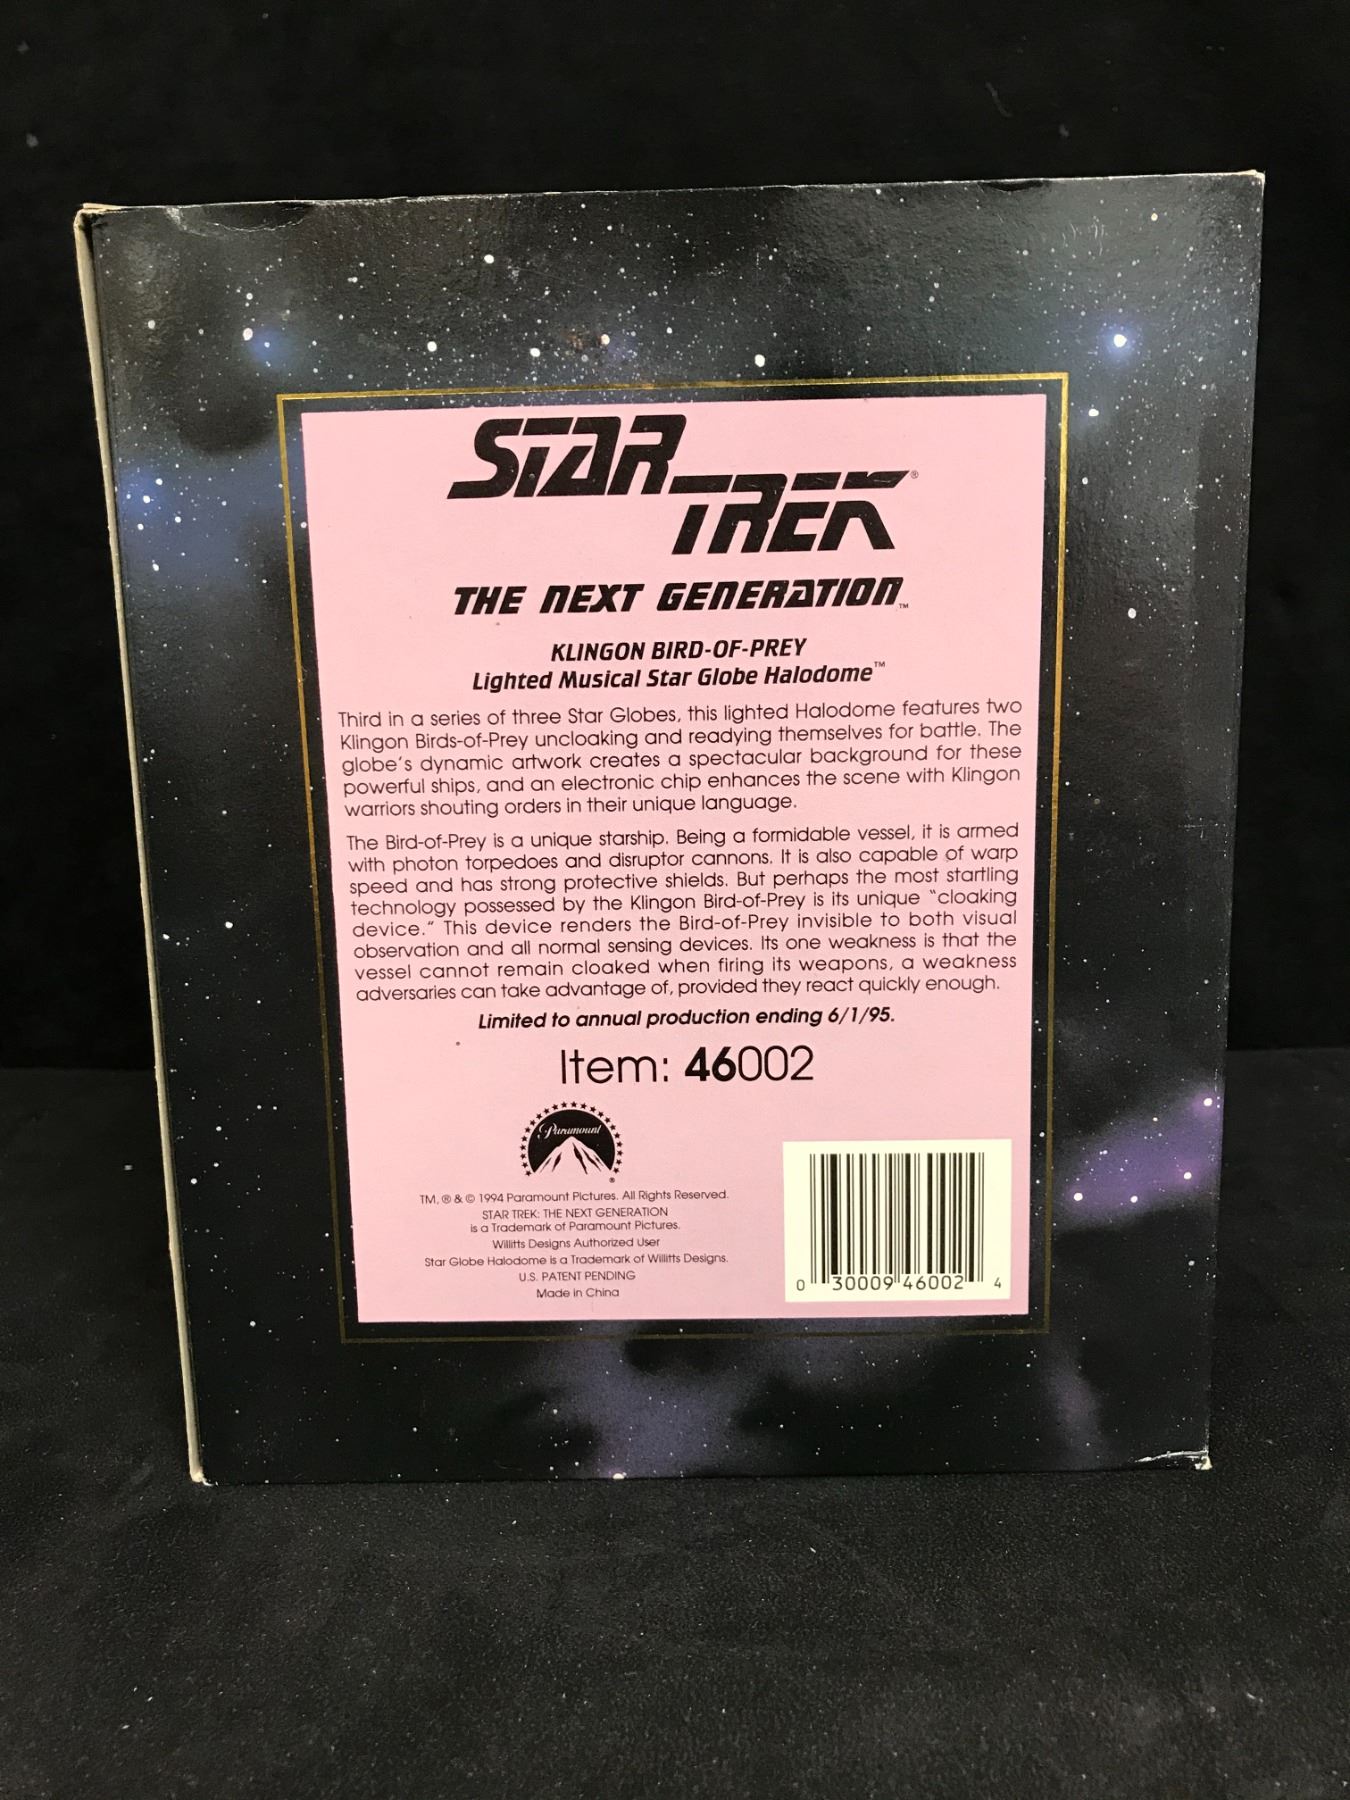 STAR
TREK®
THE NEXT GENERATION™
KLINGON BIRD-OF-PREY
Lighted Musical Star Globe Halodome™
Third in a series of three Star Globes, this lighted Halodome features two
Klingon Birds-of-Prey uncloaking and readying themselves for battle. The
globe's dynamic artwork creates a spectacular background for these
powerful ships, and an electronic chip enhances the scene with Klingon
warriors shouting orders in their unique language.
The Bird-of-Prey is a unique starship. Being a formidable vessel, it is armed
with photon torpedoes and disruptor cannons. It is also capable of warp
speed and has strong protective shields. But perhaps the most startling
technology possessed by the Klingon Bird-of-Prey is its unique "cloaking
device." This device renders the Bird-of-Prey invisible to both visual
observation and all normal sensing devices. Its one weakness is that the
vessel cannot remain cloaked when firing its weapons, a weakness
adversaries can take advantage of, provided they react quickly enough.
Limited to annual production ending 6/1/95.
Item: 46002
Paramount
®
TM, ® & © 1994 Paramount Pictures. All Rights Reserved.
STAR TREK: THE NEXT GENERATION
is a Trademark of Paramount Pictures.
Willitts Designs Authorized User
Star Globe Halodome is a Trademark of Willitts Designs.
U.S. PATENT PENDING
Made in China
0 30009 46002 4